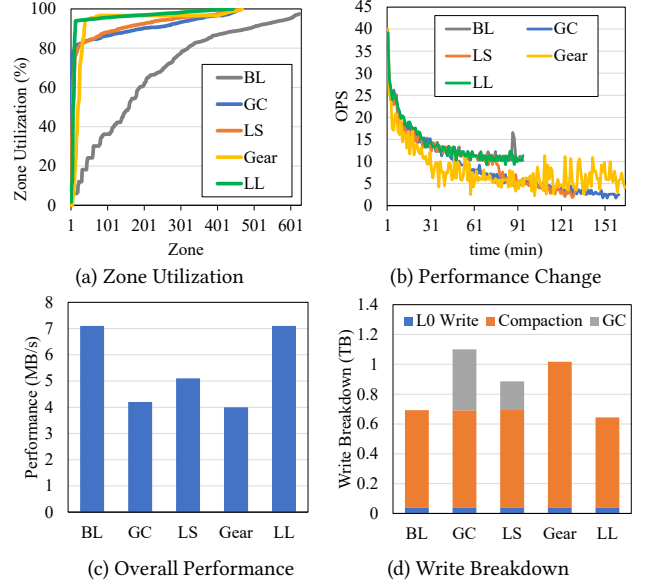 100
80
60
40
20
0
Zone Utilization (%)
BL
GC
LS
Gear
LL
1 101 201 301 401 501 601
Zone
(a) Zone Utilization
45
40
35
30
25
20
15
10
5
0
OPS
BL GC
LS Gear
LL
1 31 61 91 121 151
time (min)
(b) Performance Change
8
7
6
5
4
3
2
1
0
Performance (MB/s)
BL GC LS Gear LL
(c) Overall Performance
1.4
1.2
1
0.8
0.6
0.4
0.2
0
Write Breakdown (TB)
L0 Write Compaction GC
BL GC LS Gear LL
(d) Write Breakdown